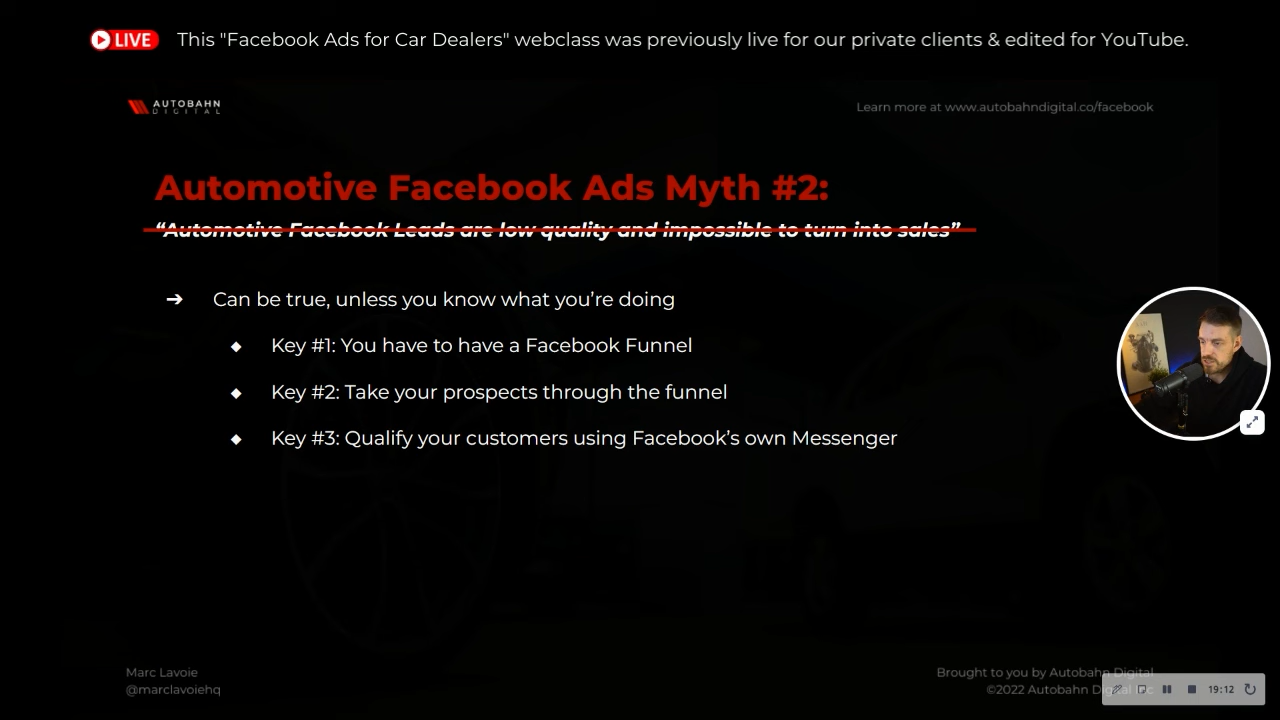 LIVE
This "Facebook Ads for Car Dealers" webclass was previously live for our private clients & edited for YouTube.
AUTOBAHN
DIGITAL
Learn more at www.autobahndigital.co/facebook
Automotive Facebook Ads Myth #2:
“Automotive Facebook Leads are low quality and impossible to turn into sales”
➔ Can be true, unless you know what you’re doing
◆ Key #1: You have to have a Facebook Funnel
◆ Key #2: Take your prospects through the funnel
◆ Key #3: Qualify your customers using Facebook’s own Messenger
Marc Lavoie
@marclavoiehq
Brought to you by Autobahn Digital
©2022 Autobahn Digital Inc
19:12